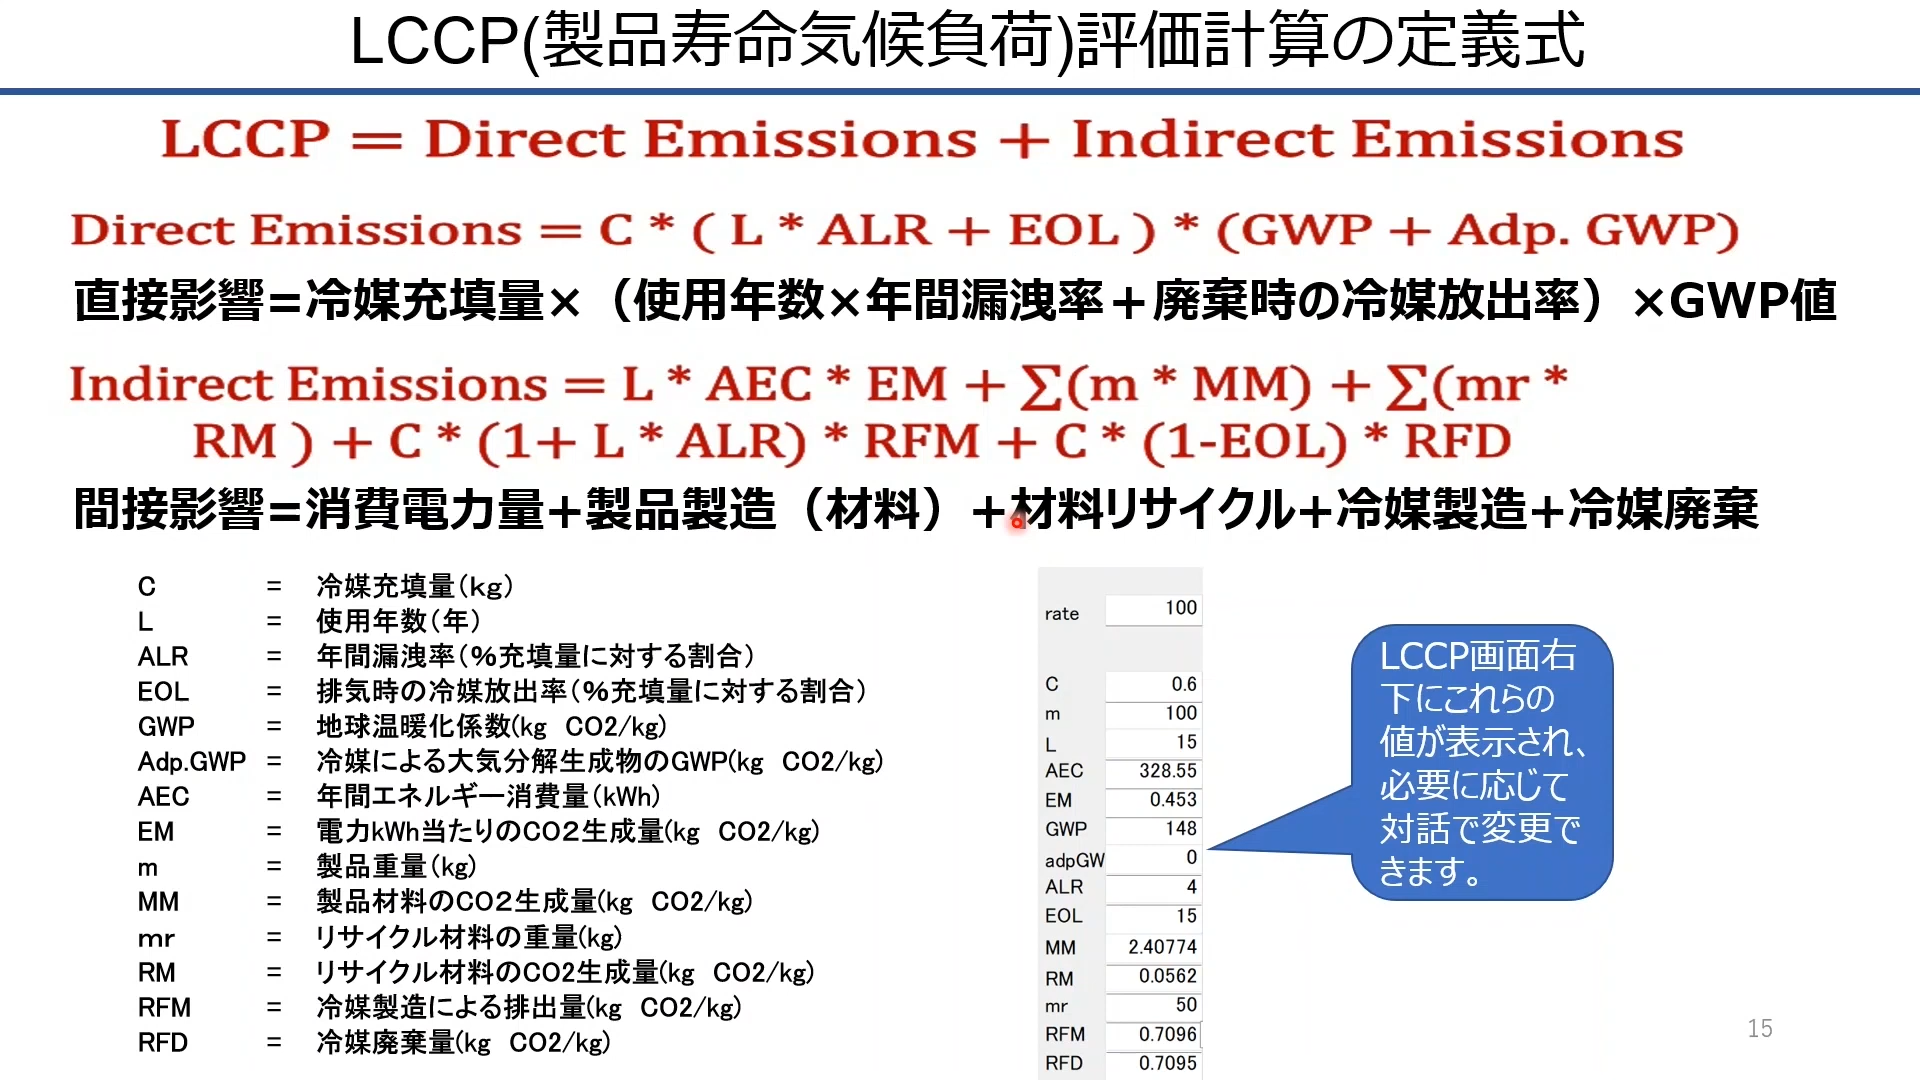 LCCP(製品寿命気候負荷)評価計算の定義式
LCCP = Direct Emissions + Indirect Emissions
Direct Emissions = C * ( L * ALR + EOL ) * (GWP + Adp. GWP)
直接影響=冷媒充填量×（使用年数×年間漏洩率＋廃棄時の冷媒放出率）×GWP値
Indirect Emissions = L * AEC * EM + ∑(m * MM) + ∑(mr *
RM ) + C * (1+ L * ALR) * RFM + C * (1-EOL) * RFD
間接影響=消費電力量+製品製造（材料）+材料リサイクル+冷媒製造+冷媒廃棄
C = 冷媒充填量(kg)
L = 使用年数(年)
ALR = 年間漏洩率(%充填量に対する割合)
EOL = 排気時の冷媒放出率(%充填量に対する割合)
GWP = 地球温暖化係数(kg CO2/kg)
Adp.GWP = 冷媒による大気分解生成物のGWP(kg CO2/kg)
AEC = 年間エネルギー消費量(kWh)
EM = 電力kWh当たりのCO2生成量(kg CO2/kg)
m = 製品重量(kg)
MM = 製品材料のCO2生成量(kg CO2/kg)
mr = リサイクル材料の重量(kg)
RM = リサイクル材料のCO2生成量(kg CO2/kg)
RFM = 冷媒製造による排出量(kg CO2/kg)
RFD = 冷媒廃棄量(kg CO2/kg)
rate 100
C 0.6
m 100
L 15
AEC 328.55
EM 0.453
GWP 148
adpGW 0
ALR 4
EOL 15
MM 2.40774
RM 0.0562
mr 50
RFM 0.7096
RFD 0.7095
LCCP画面右
下にこれらの
値が表示され、
必要に応じて
対話で変更で
きます。
15